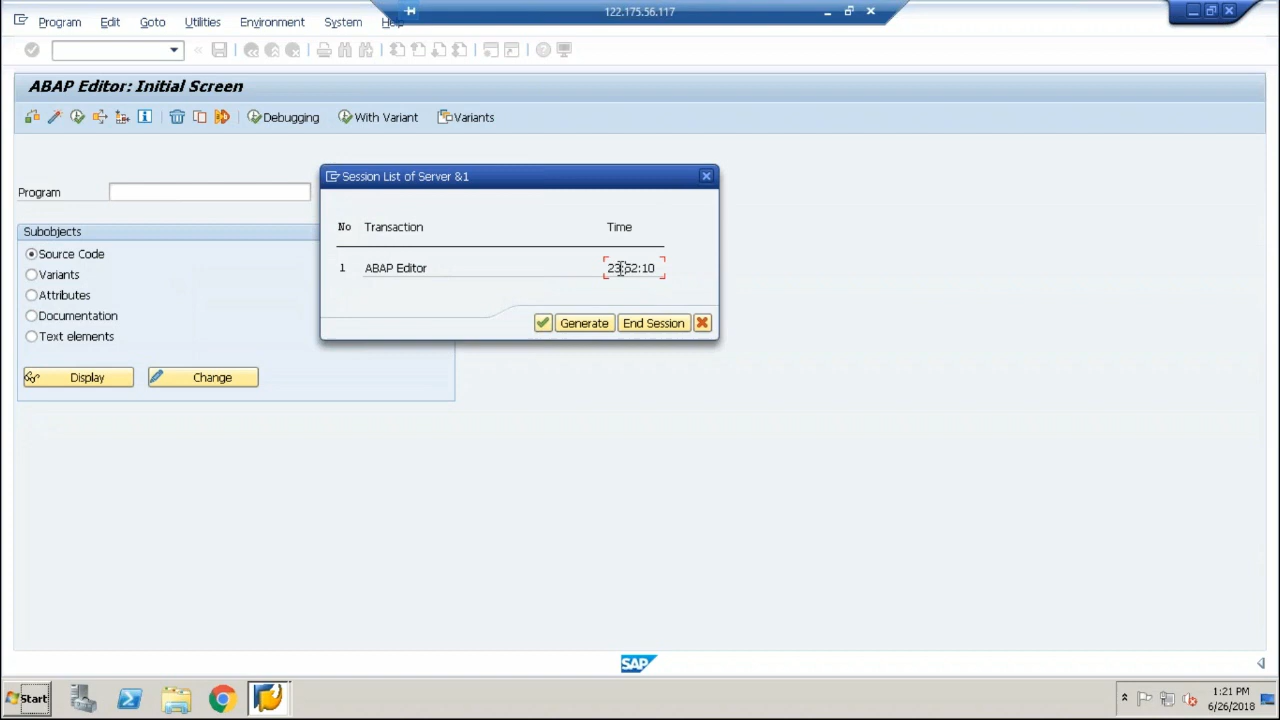 122.175.56.117
Program Edit Goto Utilities Environment System Help
ABAP Editor: Initial Screen
Debugging With Variant Variants
Session List of Server &1
Program
No Transaction Time
Subobjects
Source Code
1 ABAP Editor 23:52:10
Variants
Attributes
Documentation
Generate End Session
Text elements
Display Change
SAP
Start
1:21 PM
6/26/2018